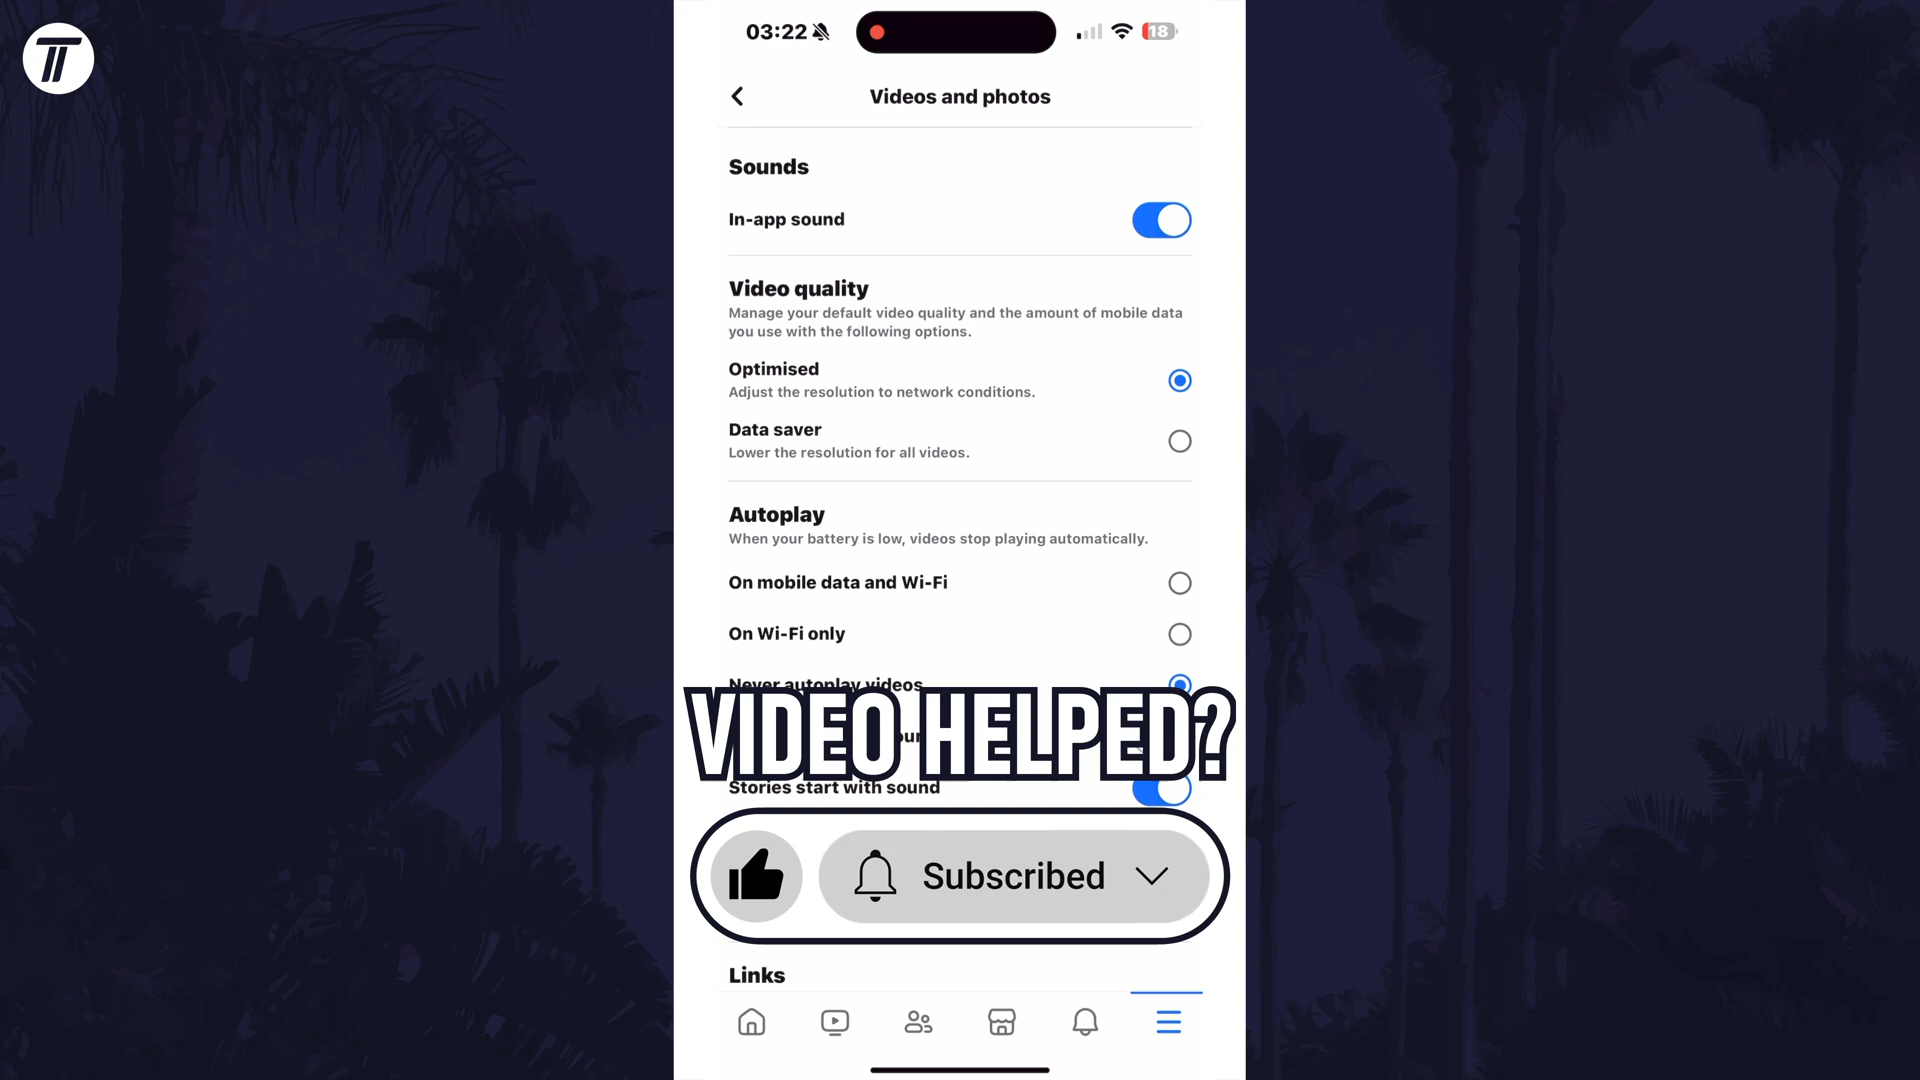 03:22
18
Videos and photos
Sounds
In-app sound
Video quality
Manage your default video quality and the amount of mobile data
you use with the following options.
Optimised
Adjust the resolution to network conditions.
Data saver
Lower the resolution for all videos.
Autoplay
When your battery is low, videos stop playing automatically.
On mobile data and Wi-Fi
On Wi-Fi only
Never autoplay videos
VIDEO HELPED?
Stories start with sound
Subscribed
Links